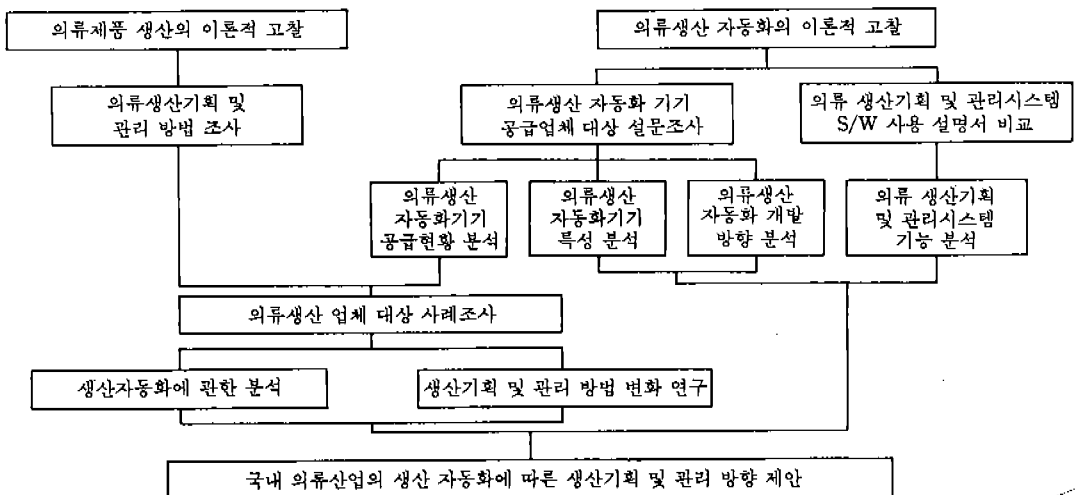 의류제품 생산의 이론적 고찰
의류생산 자동화의 이론적 고찰
의류생산기획 및
관리 방법 조사
의류생산 자동화 기기
공급업체 대상 설문조사
의류 생산기획 및 관리시스템
S/W 사용 설명서 비교
의류생산
자동화기기
공급현황 분석
의류생산
자동화기기
특성 분석
의류생산
자동화 개발
방향 분석
의류 생산기획
및 관리시스템
기능 분석
의류생산 업체 대상 사례조사
생산자동화에 관한 분석
생산기획 및 관리 방법 변화 연구
국내 의류산업의 생산 자동화에 따른 생산기획 및 관리 방향 제안